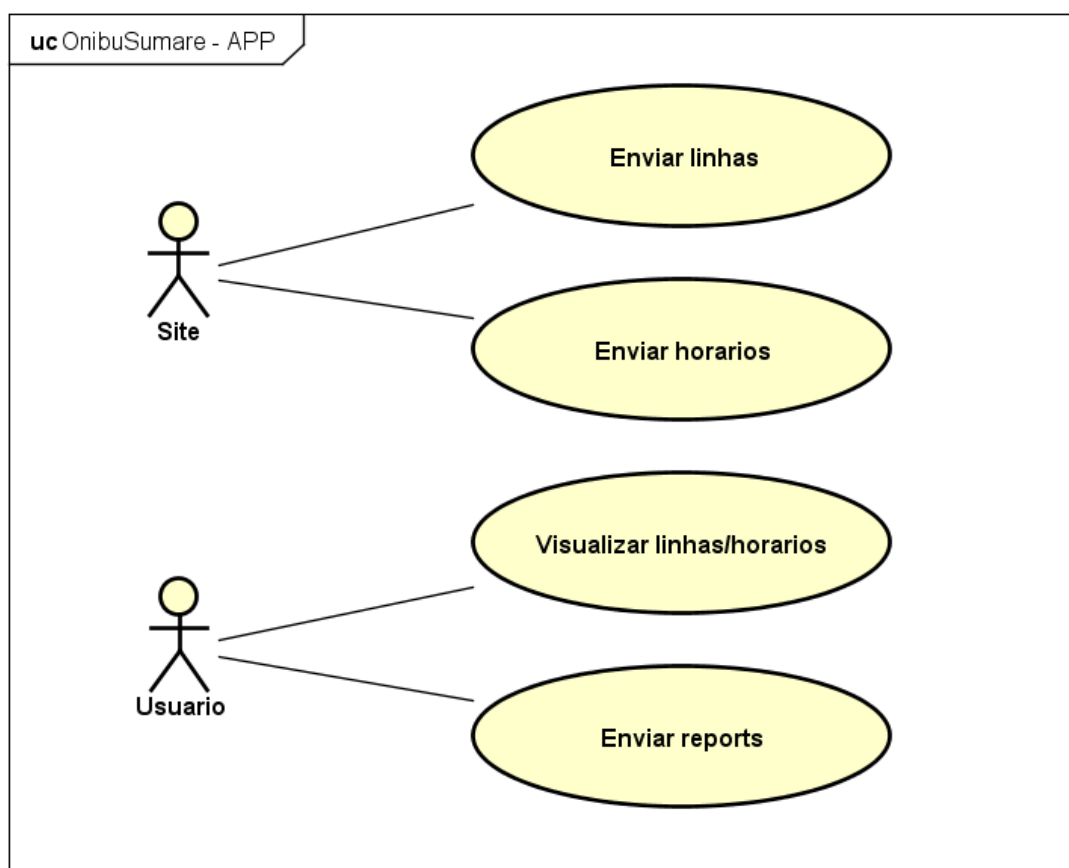 uc OnibuSumare - APP
Enviar linhas
Site
Enviar horarios
Visualizar linhas/horarios
Usuario
Enviar reports